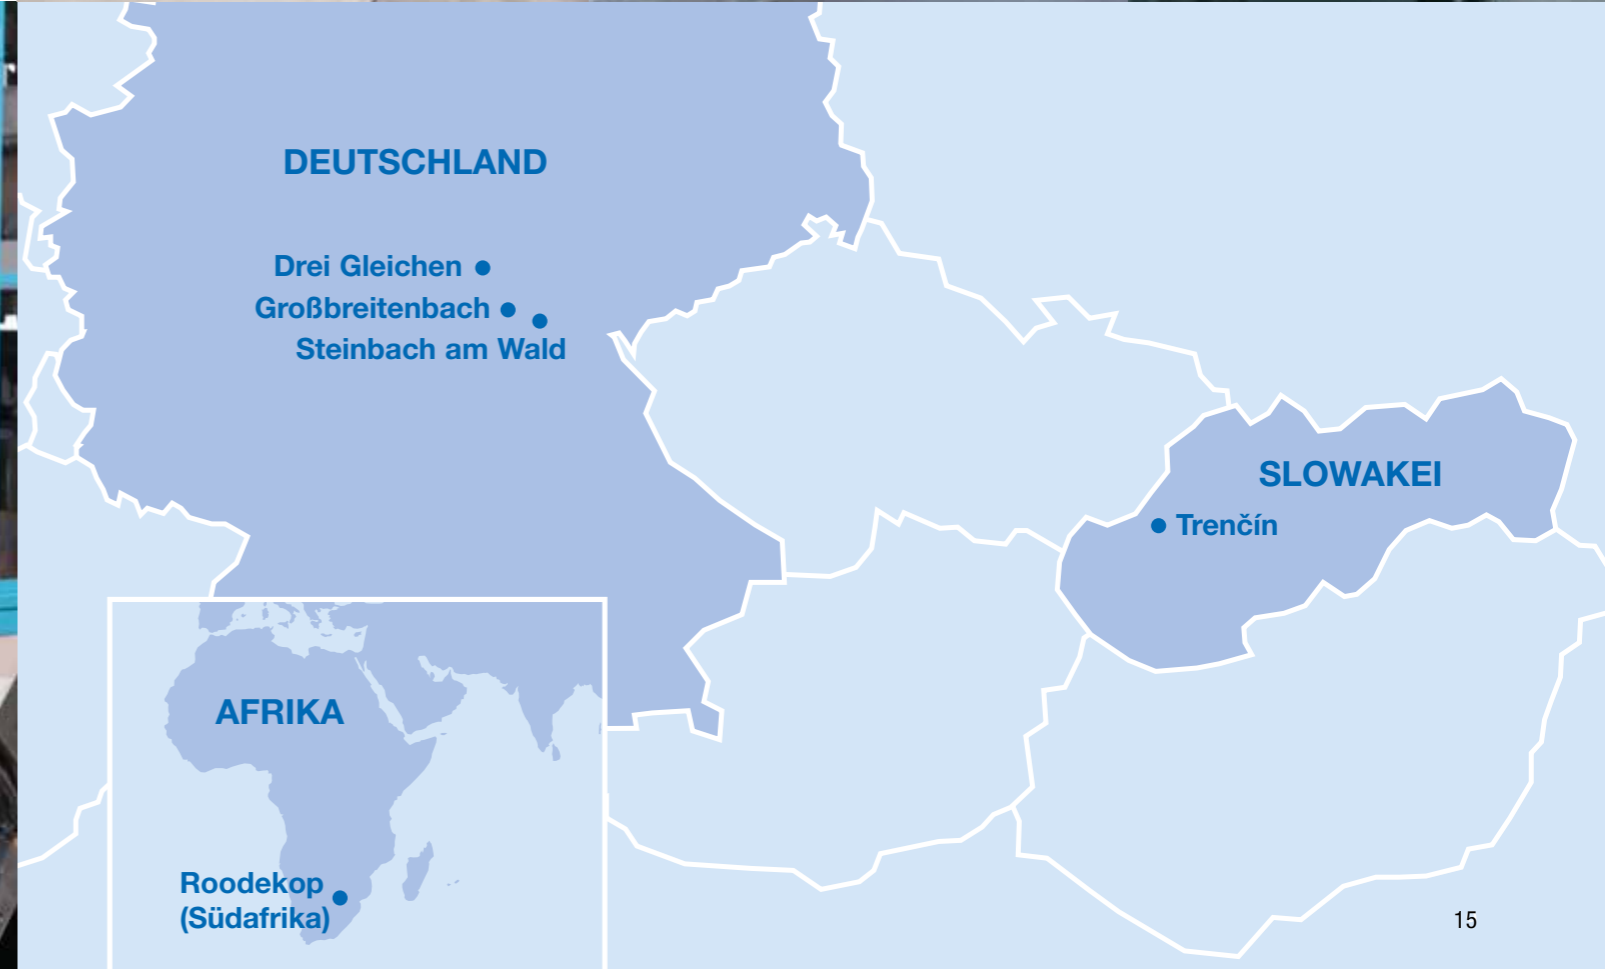 DEUTSCHLAND
Drei Gleichen
Großbreitenbach
Steinbach am Wald
SLOWAKEI
Trenčín
AFRIKA
Roodekop
(Südafrika)
15